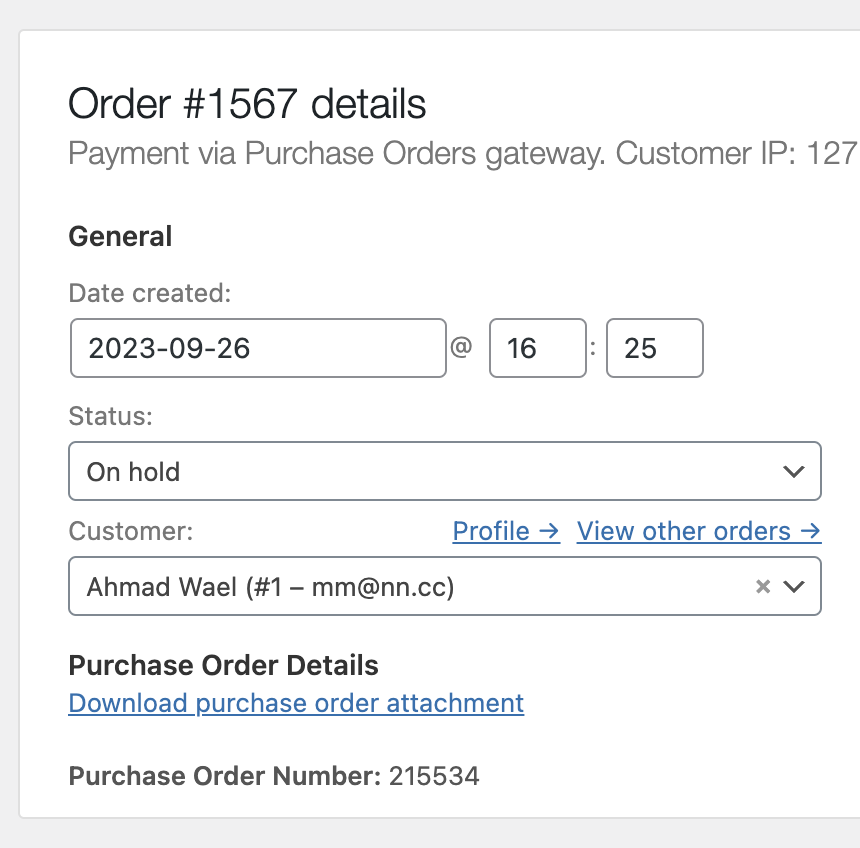 Order #1567 details
Payment via Purchase Orders gateway. Customer IP: 127
General
Date created:
2023-09-26 @ 16 : 25
Status:
On hold
Customer: Profile → View other orders →
Ahmad Wael (#1 – mm@nn.cc) ×
Purchase Order Details
Download purchase order attachment
Purchase Order Number: 215534